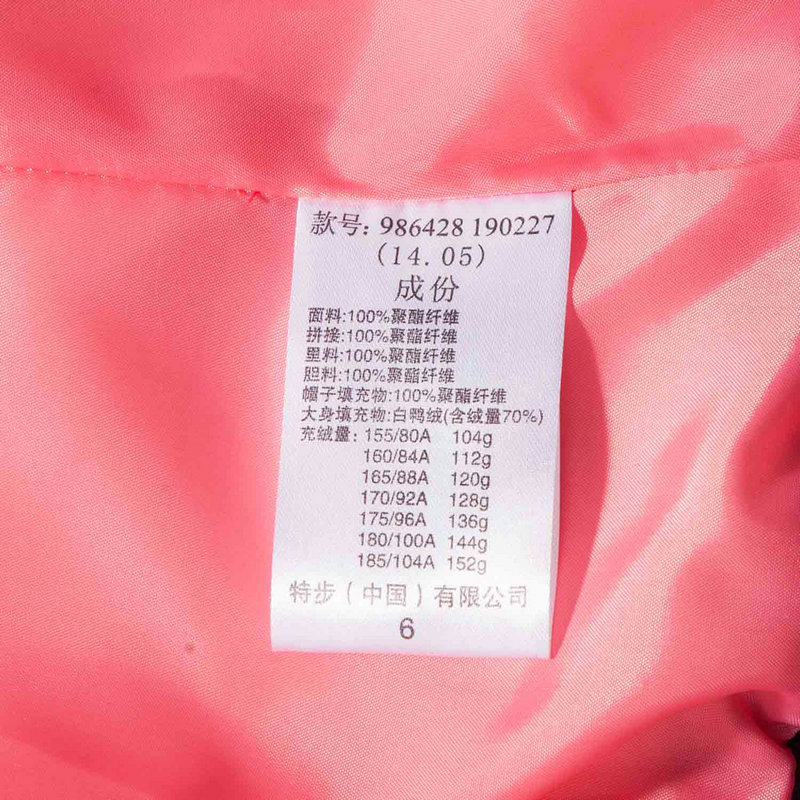 款号: 986428 190227
(14.05)
成份
面料:100%聚酯纤维
拼接:100%聚酯纤维
里料:100%聚酯纤维
胆料:100%聚酯纤维
帽子填充物:100%聚酯纤维
大身填充物:白鸭绒(含绒量70%)
充绒量: 155/80A 104g
160/84A 112g
165/88A 120g
170/92A 128g
175/96A 136g
180/100A 144g
185/104A 152g
特步(中国)有限公司
6